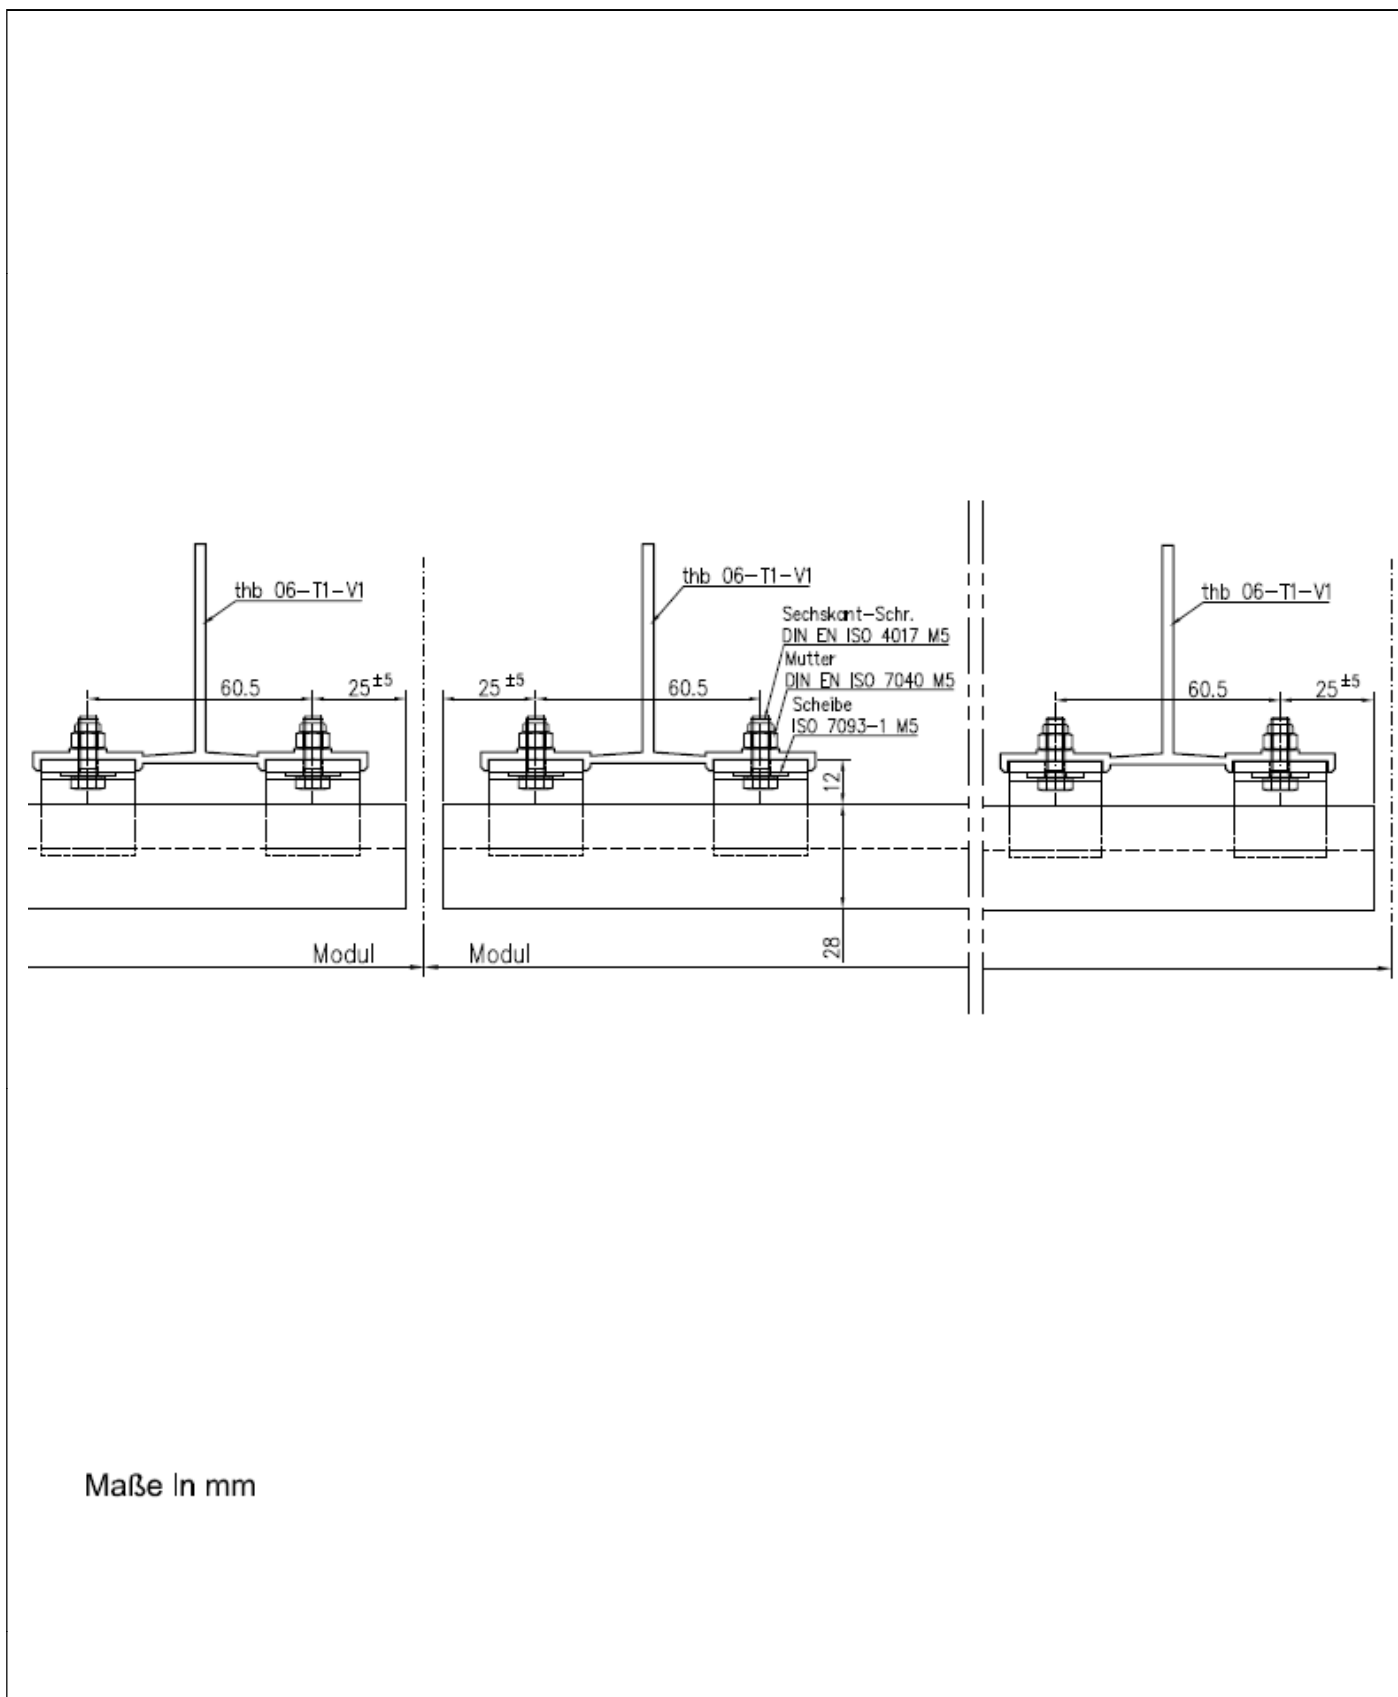 thb 06-T1-V1
60.5
25±5
Modul
thb 06-T1-V1
Sechskant-Schr.
DIN EN ISO 4017 M5
Mutter
DIN EN ISO 7040 M5
Scheibe
ISO 7093-1 M5
25±5
60.5
12
28
Modul
thb 06-T1-V1
60.5
25±5
Maße in mm